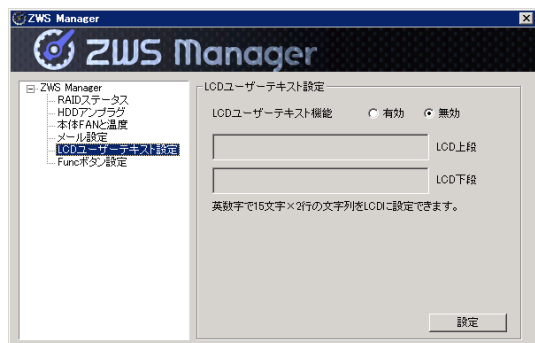 ZWS Manager
ZWS Manager
ZWS Manager
RAIDステータス
HDDアンプラグ
本体FANと温度
メール設定
LCDユーザーテキスト設定
Funcボタン設定
LCDユーザーテキスト設定
LCDユーザーテキスト機能 有効 無効
LCD上段
LCD下段
英数字で15文字×2行の文字列をLCDに設定できます。
設定